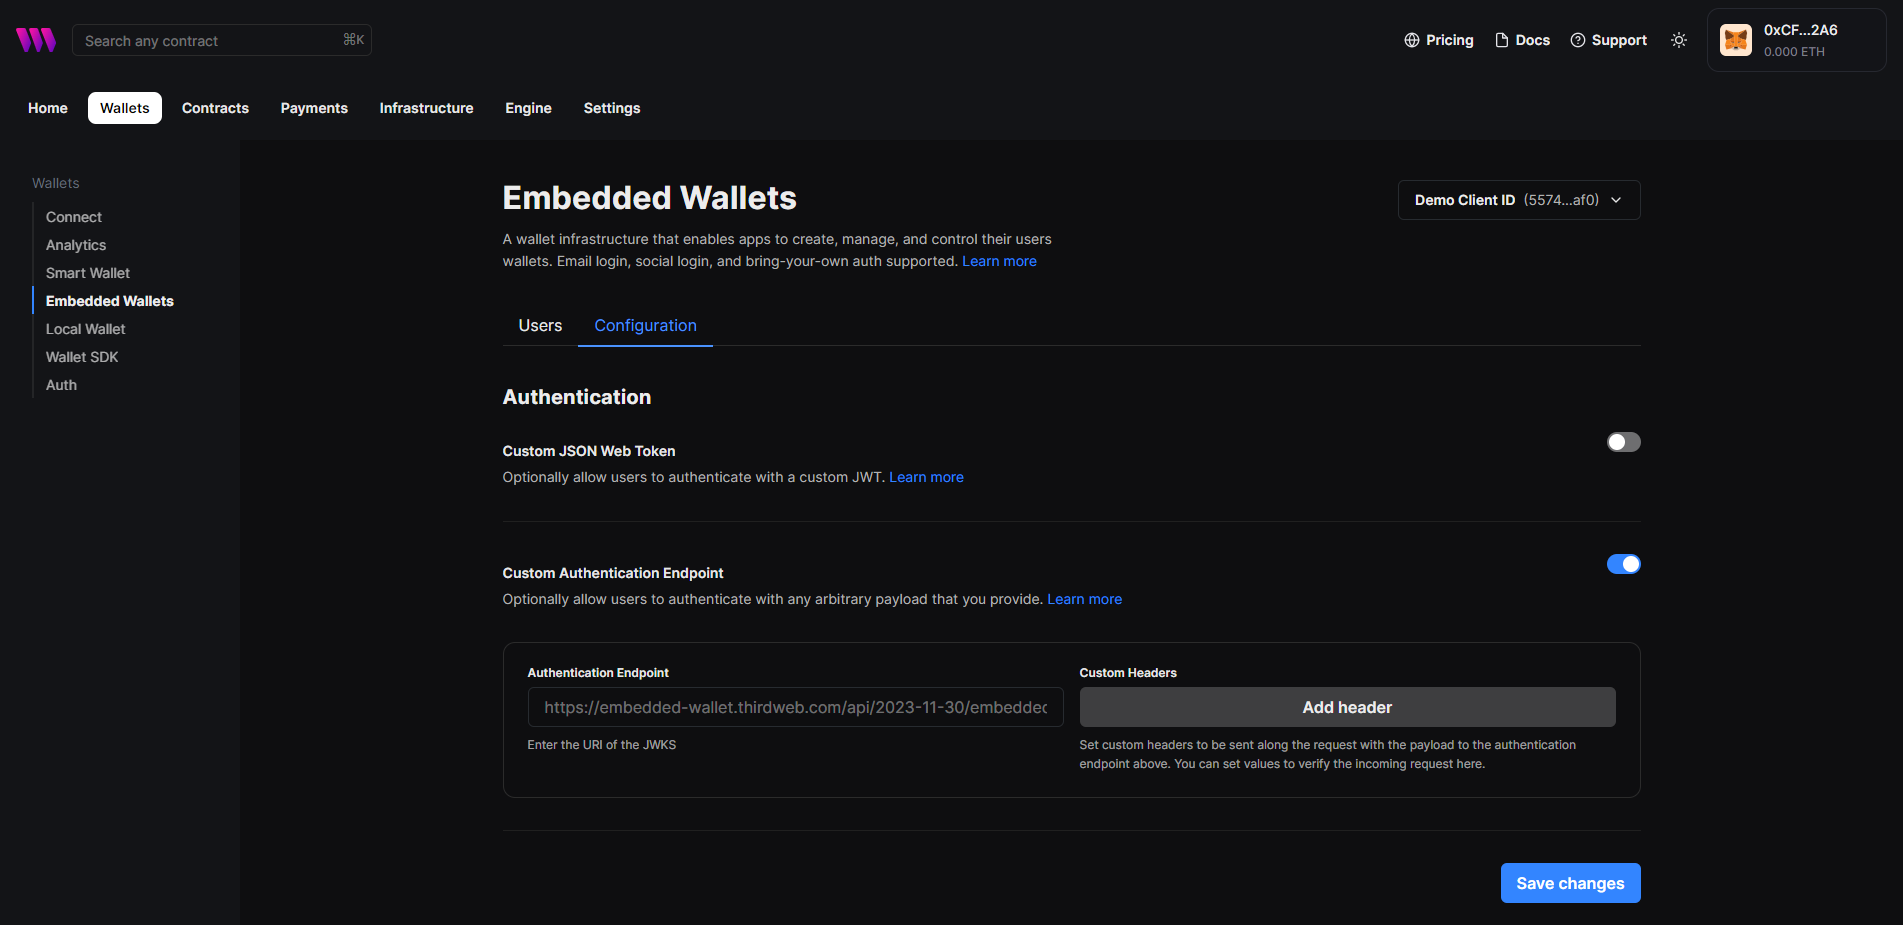 Search any contract ⌘K
Pricing
Docs
Support
0xCF...2A6
0.000 ETH
Home
Wallets
Contracts
Payments
Infrastructure
Engine
Settings
Wallets
Connect
Analytics
Smart Wallet
Embedded Wallets
Local Wallet
Wallet SDK
Auth
Embedded Wallets
Demo Client ID (5574...af0)
A wallet infrastructure that enables apps to create, manage, and control their users
wallets. Email login, social login, and bring-your-own auth supported. Learn more
Users
Configuration
Authentication
Custom JSON Web Token
Optionally allow users to authenticate with a custom JWT. Learn more
Custom Authentication Endpoint
Optionally allow users to authenticate with any arbitrary payload that you provide. Learn more
Authentication Endpoint
https://embedded-wallet.thirdweb.com/api/2023-11-30/embedded
Enter the URI of the JWKS
Custom Headers
Add header
Set custom headers to be sent along the request with the payload to the authentication
endpoint above. You can set values to verify the incoming request here.
Save changes